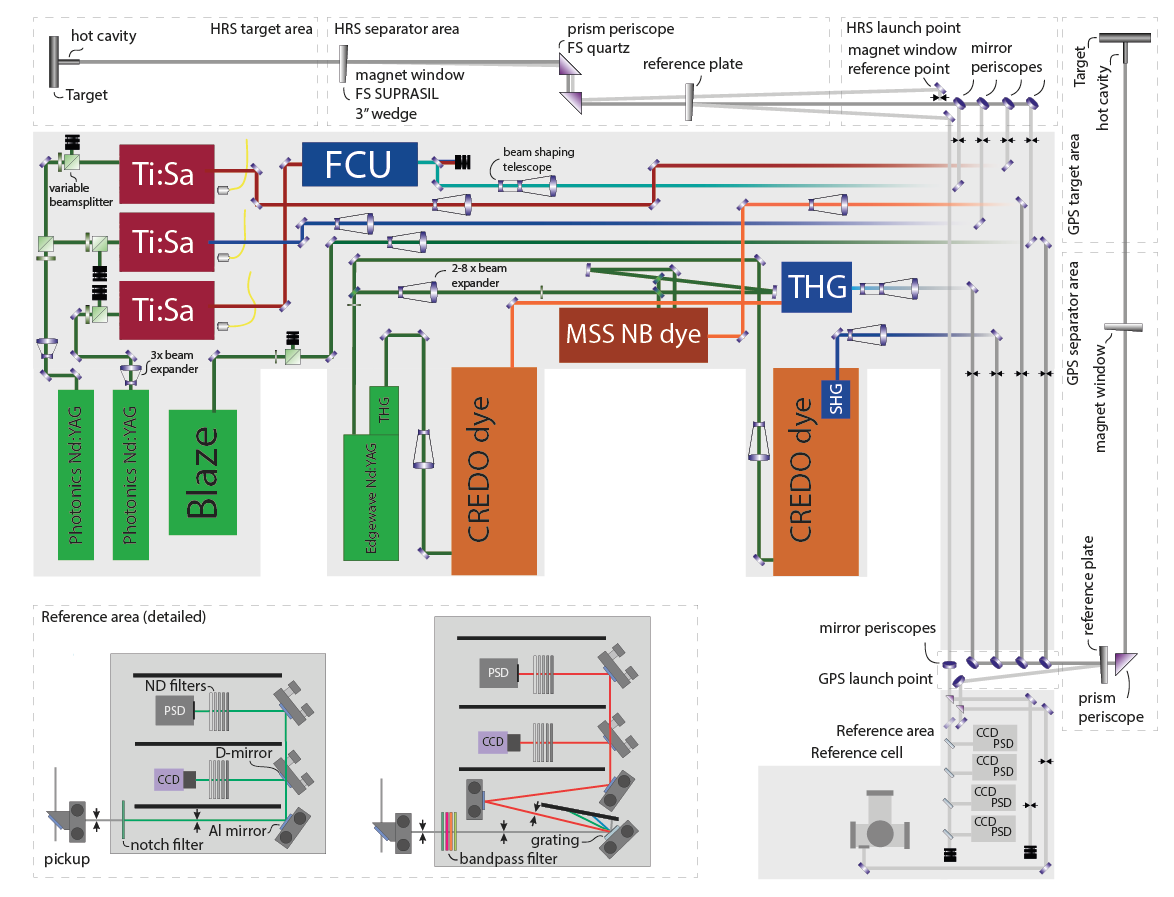 HRS target area
hot cavity
Target
HRS separator area
magnet window
FS SUPRASIL
3” wedge
prism periscope
FS quartz
reference plate
HRS launch point
magnet window
reference point
mirror
periscopes
Target
hot cavity
GPS target area
GPS separator area
magnet window
reference plate
prism
periscope
Ti:Sa
Ti:Sa
Ti:Sa
variable
beamsplitter
FCU
beam shaping
telescope
2-8 x beam
expander
THG
MSS NB dye
3x beam
expander
Photonics Nd:YAG
Photonics Nd:YAG
Blaze
THG
Edgewave Nd:YAG
CREDO dye
CREDO dye
SHG
mirror periscopes
GPS launch point
Reference area
Reference cell
CCD
PSD
CCD
PSD
CCD
PSD
CCD
PSD
Reference area (detailed)
ND filters
PSD
D-mirror
CCD
Al mirror
notch filter
pickup
PSD
CCD
grating
bandpass filter